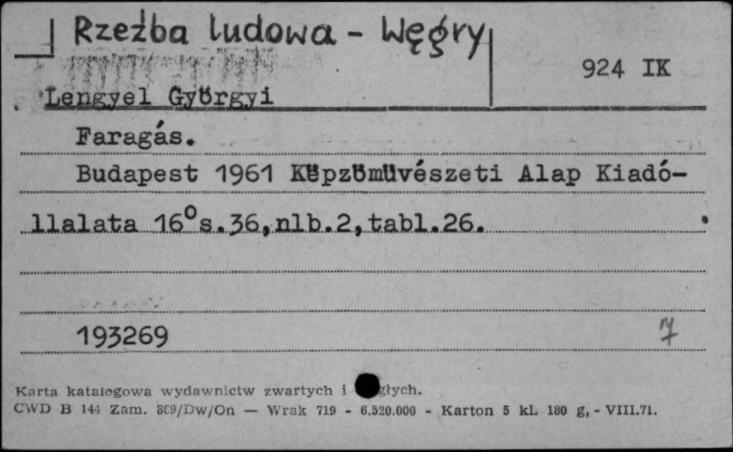 Rzeźba ludowa - Węgry
924 IK
Lengyel Györgyi
Faragás.
Budapest 1961 Köpzömüvészeti Alap Kiadó-
llalata 16° s.36,nlb.2,tabl.26.
193269
Karta katalogowa wydawnictw zwartych i
CWD B 144 Zam. 869/Dw/On — Wrak 719 - 6.520.000 - Karton 5 kl. 180 g, - VIII.71.